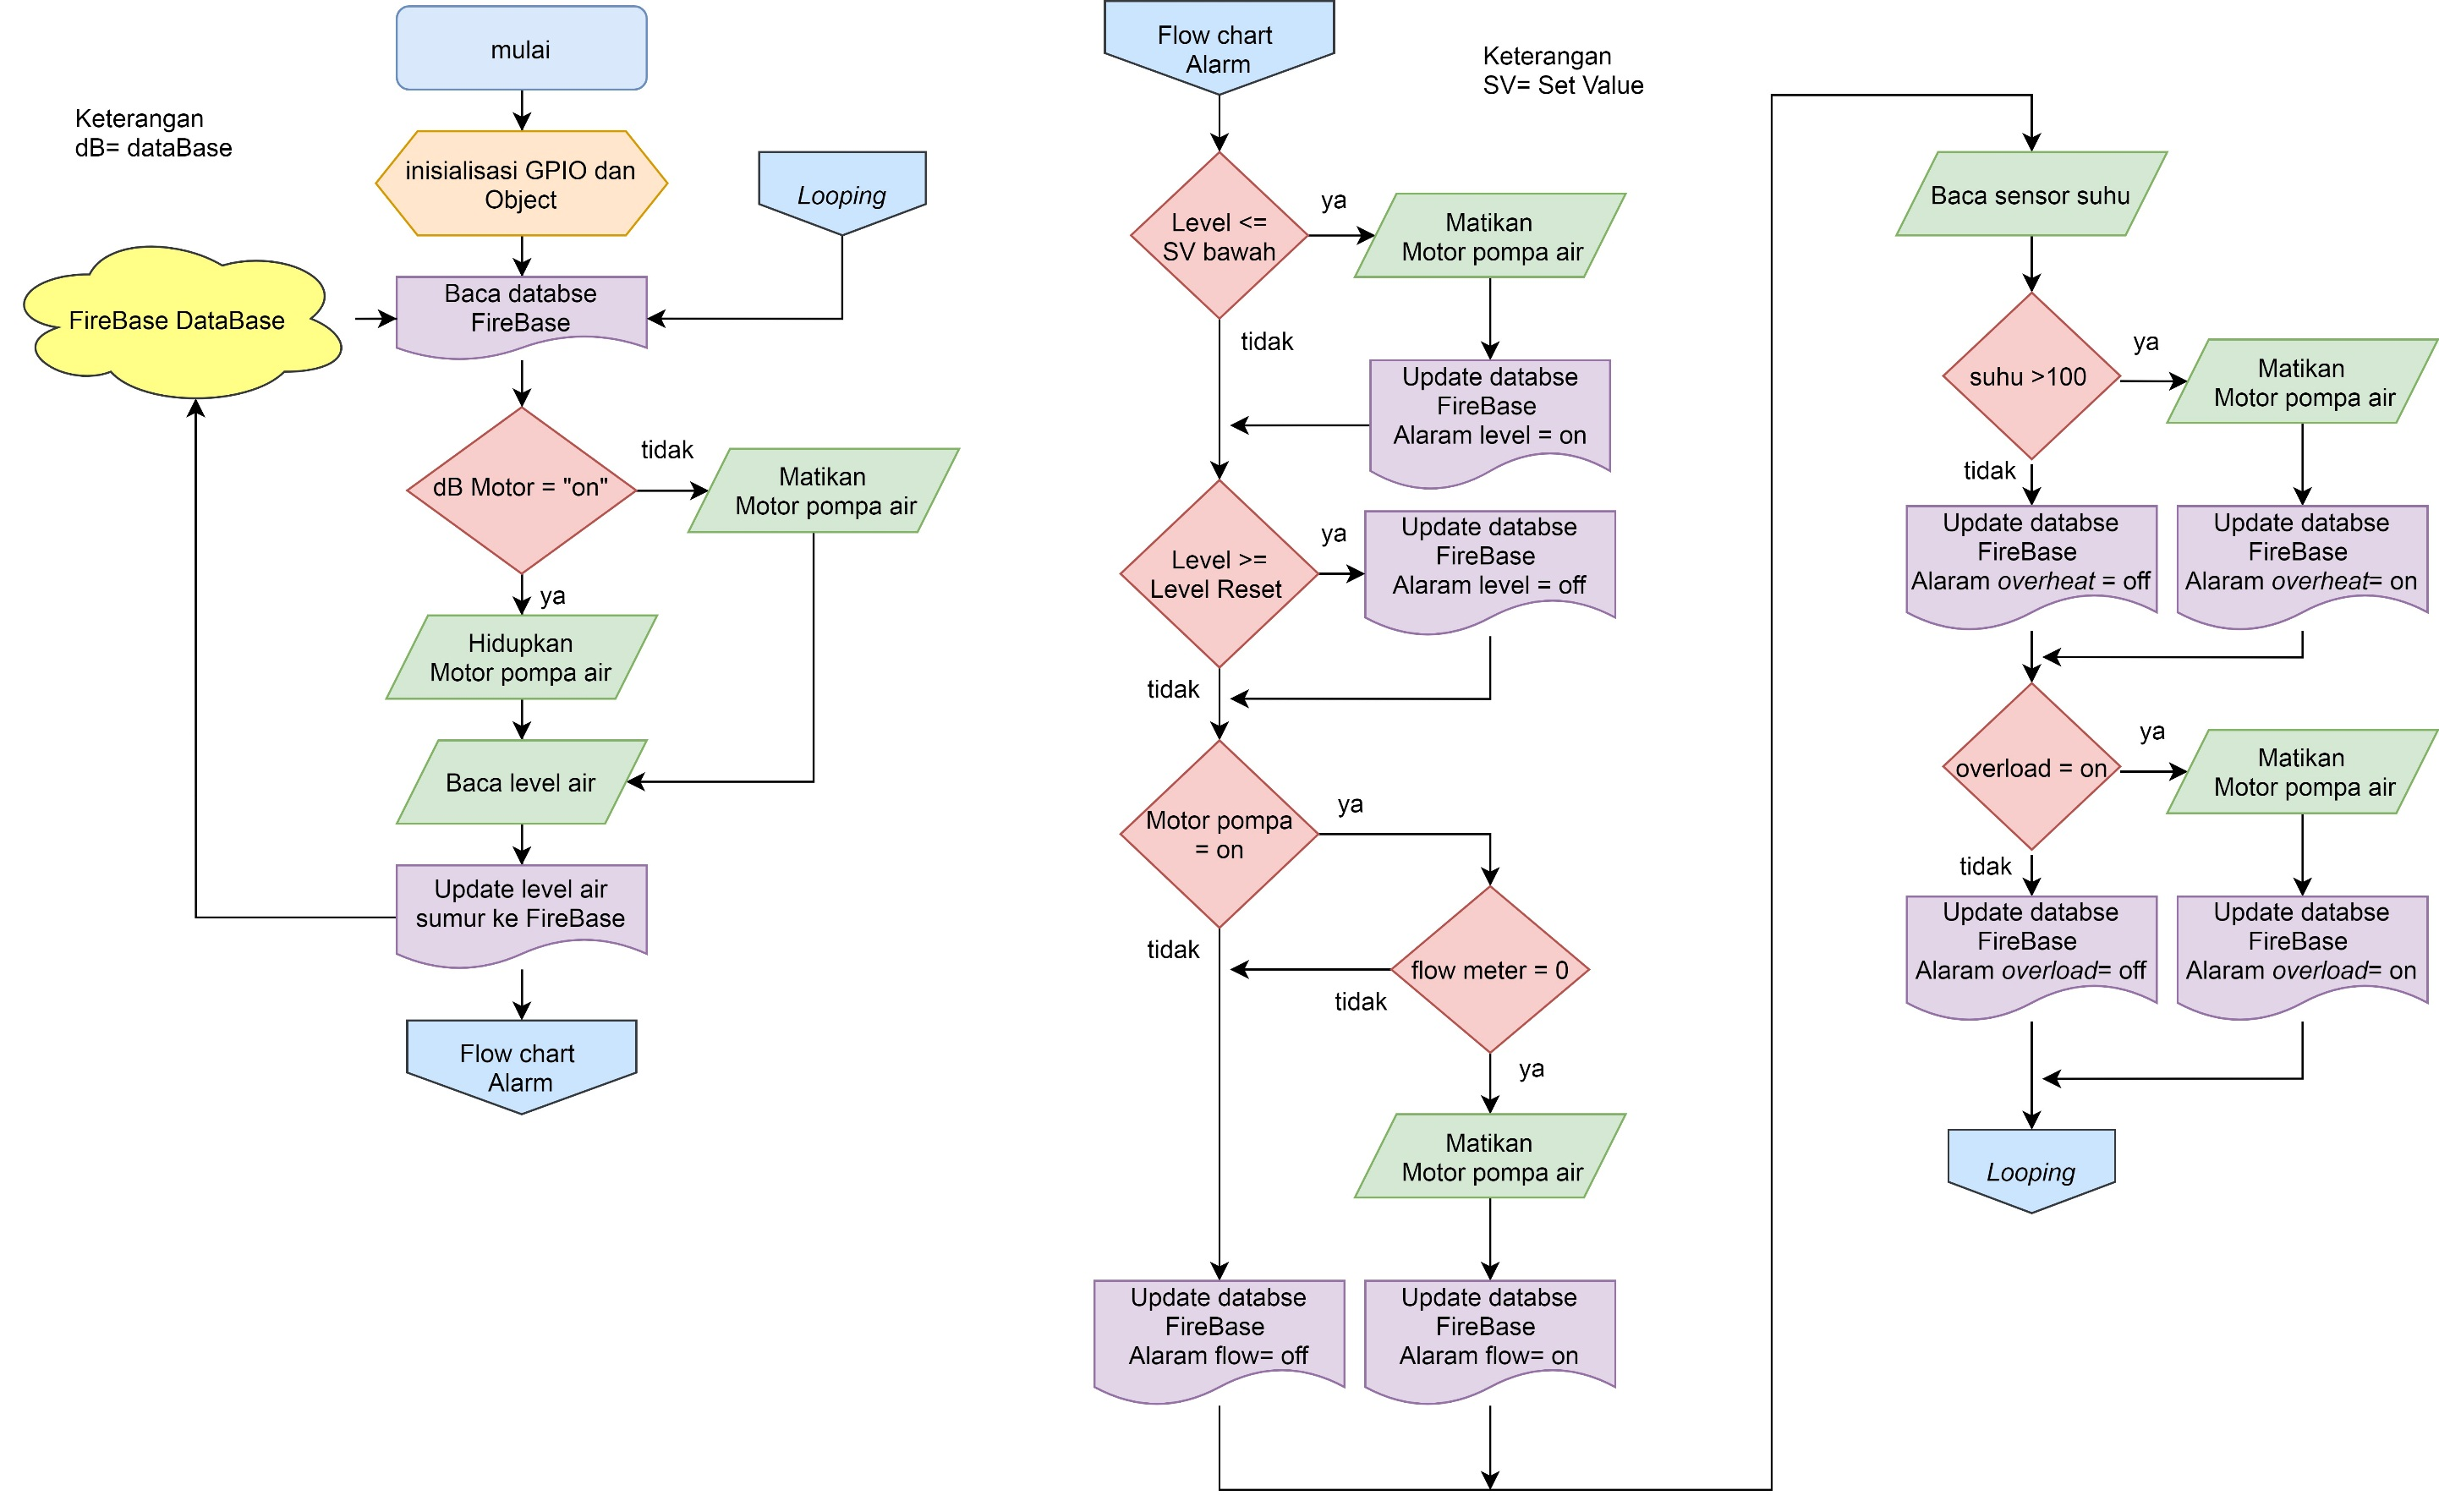 mulai
Keterangan
dB= dataBase
inisialisasi GPIO dan
Object
Looping
FireBase DataBase
Baca databse
FireBase
dB Motor = "on"
tidak
Matikan
Motor pompa air
ya
Hidupkan
Motor pompa air
Baca level air
Update level air
sumur ke FireBase
Flow chart
Alarm
Flow chart
Alarm
Keterangan
SV= Set Value
Level <=
SV bawah
ya
Matikan
Motor pompa air
tidak
Update databse
FireBase
Alaram level = on
Level >=
Level Reset
ya
Update databse
FireBase
Alaram level = off
tidak
Motor pompa
= on
ya
tidak
flow meter = 0
tidak
ya
Matikan
Motor pompa air
Update databse
FireBase
Alaram flow= off
Update databse
FireBase
Alaram flow= on
Baca sensor suhu
suhu >100
ya
Matikan
Motor pompa air
tidak
Update databse
FireBase
Alaram overheat = off
Update databse
FireBase
Alaram overheat= on
overload = on
ya
Matikan
Motor pompa air
tidak
Update databse
FireBase
Alaram overload= off
Update databse
FireBase
Alaram overload= on
Looping